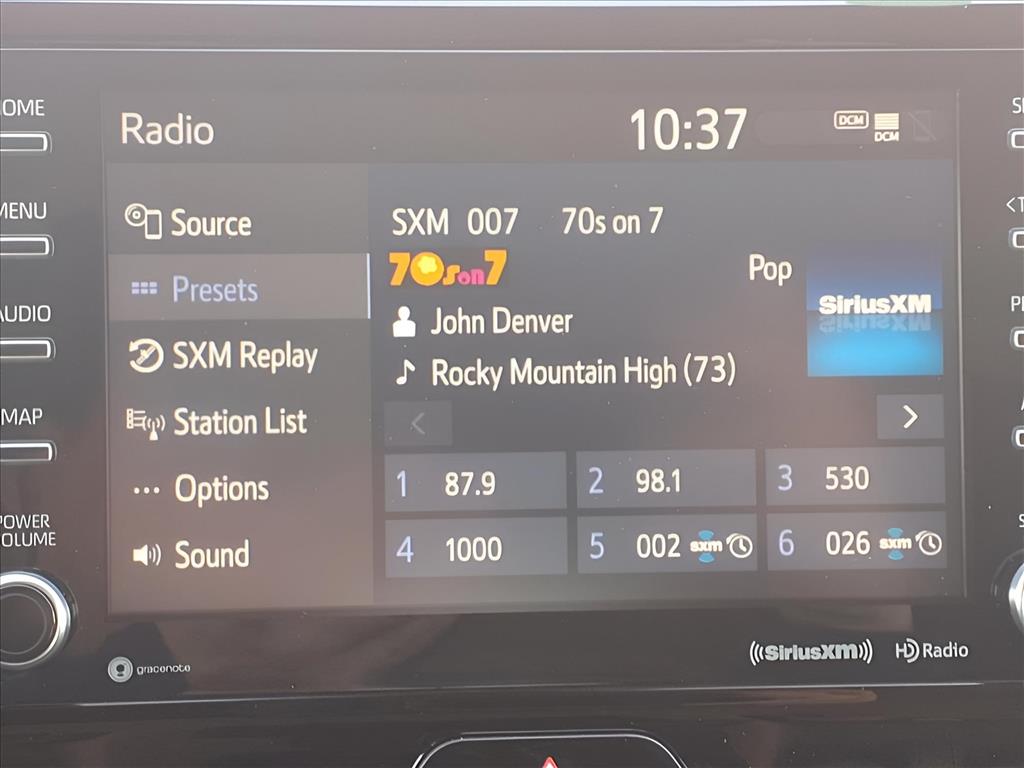 Radio
10:37
DCM
DCM
Source
Presets
SXM Replay
Station List
Options
Sound
SXM 007 70s on 7
70s on 7
Pop
SiriusXM
John Denver
Rocky Mountain High (73)
<
>
1 87.9
2 98.1
3 530
4 1000
5 002 sxm
6 026 sxm
OME
MENU
AUDIO
MAP
POWER
OLUME
gracenote
SiriusXM
HD Radio